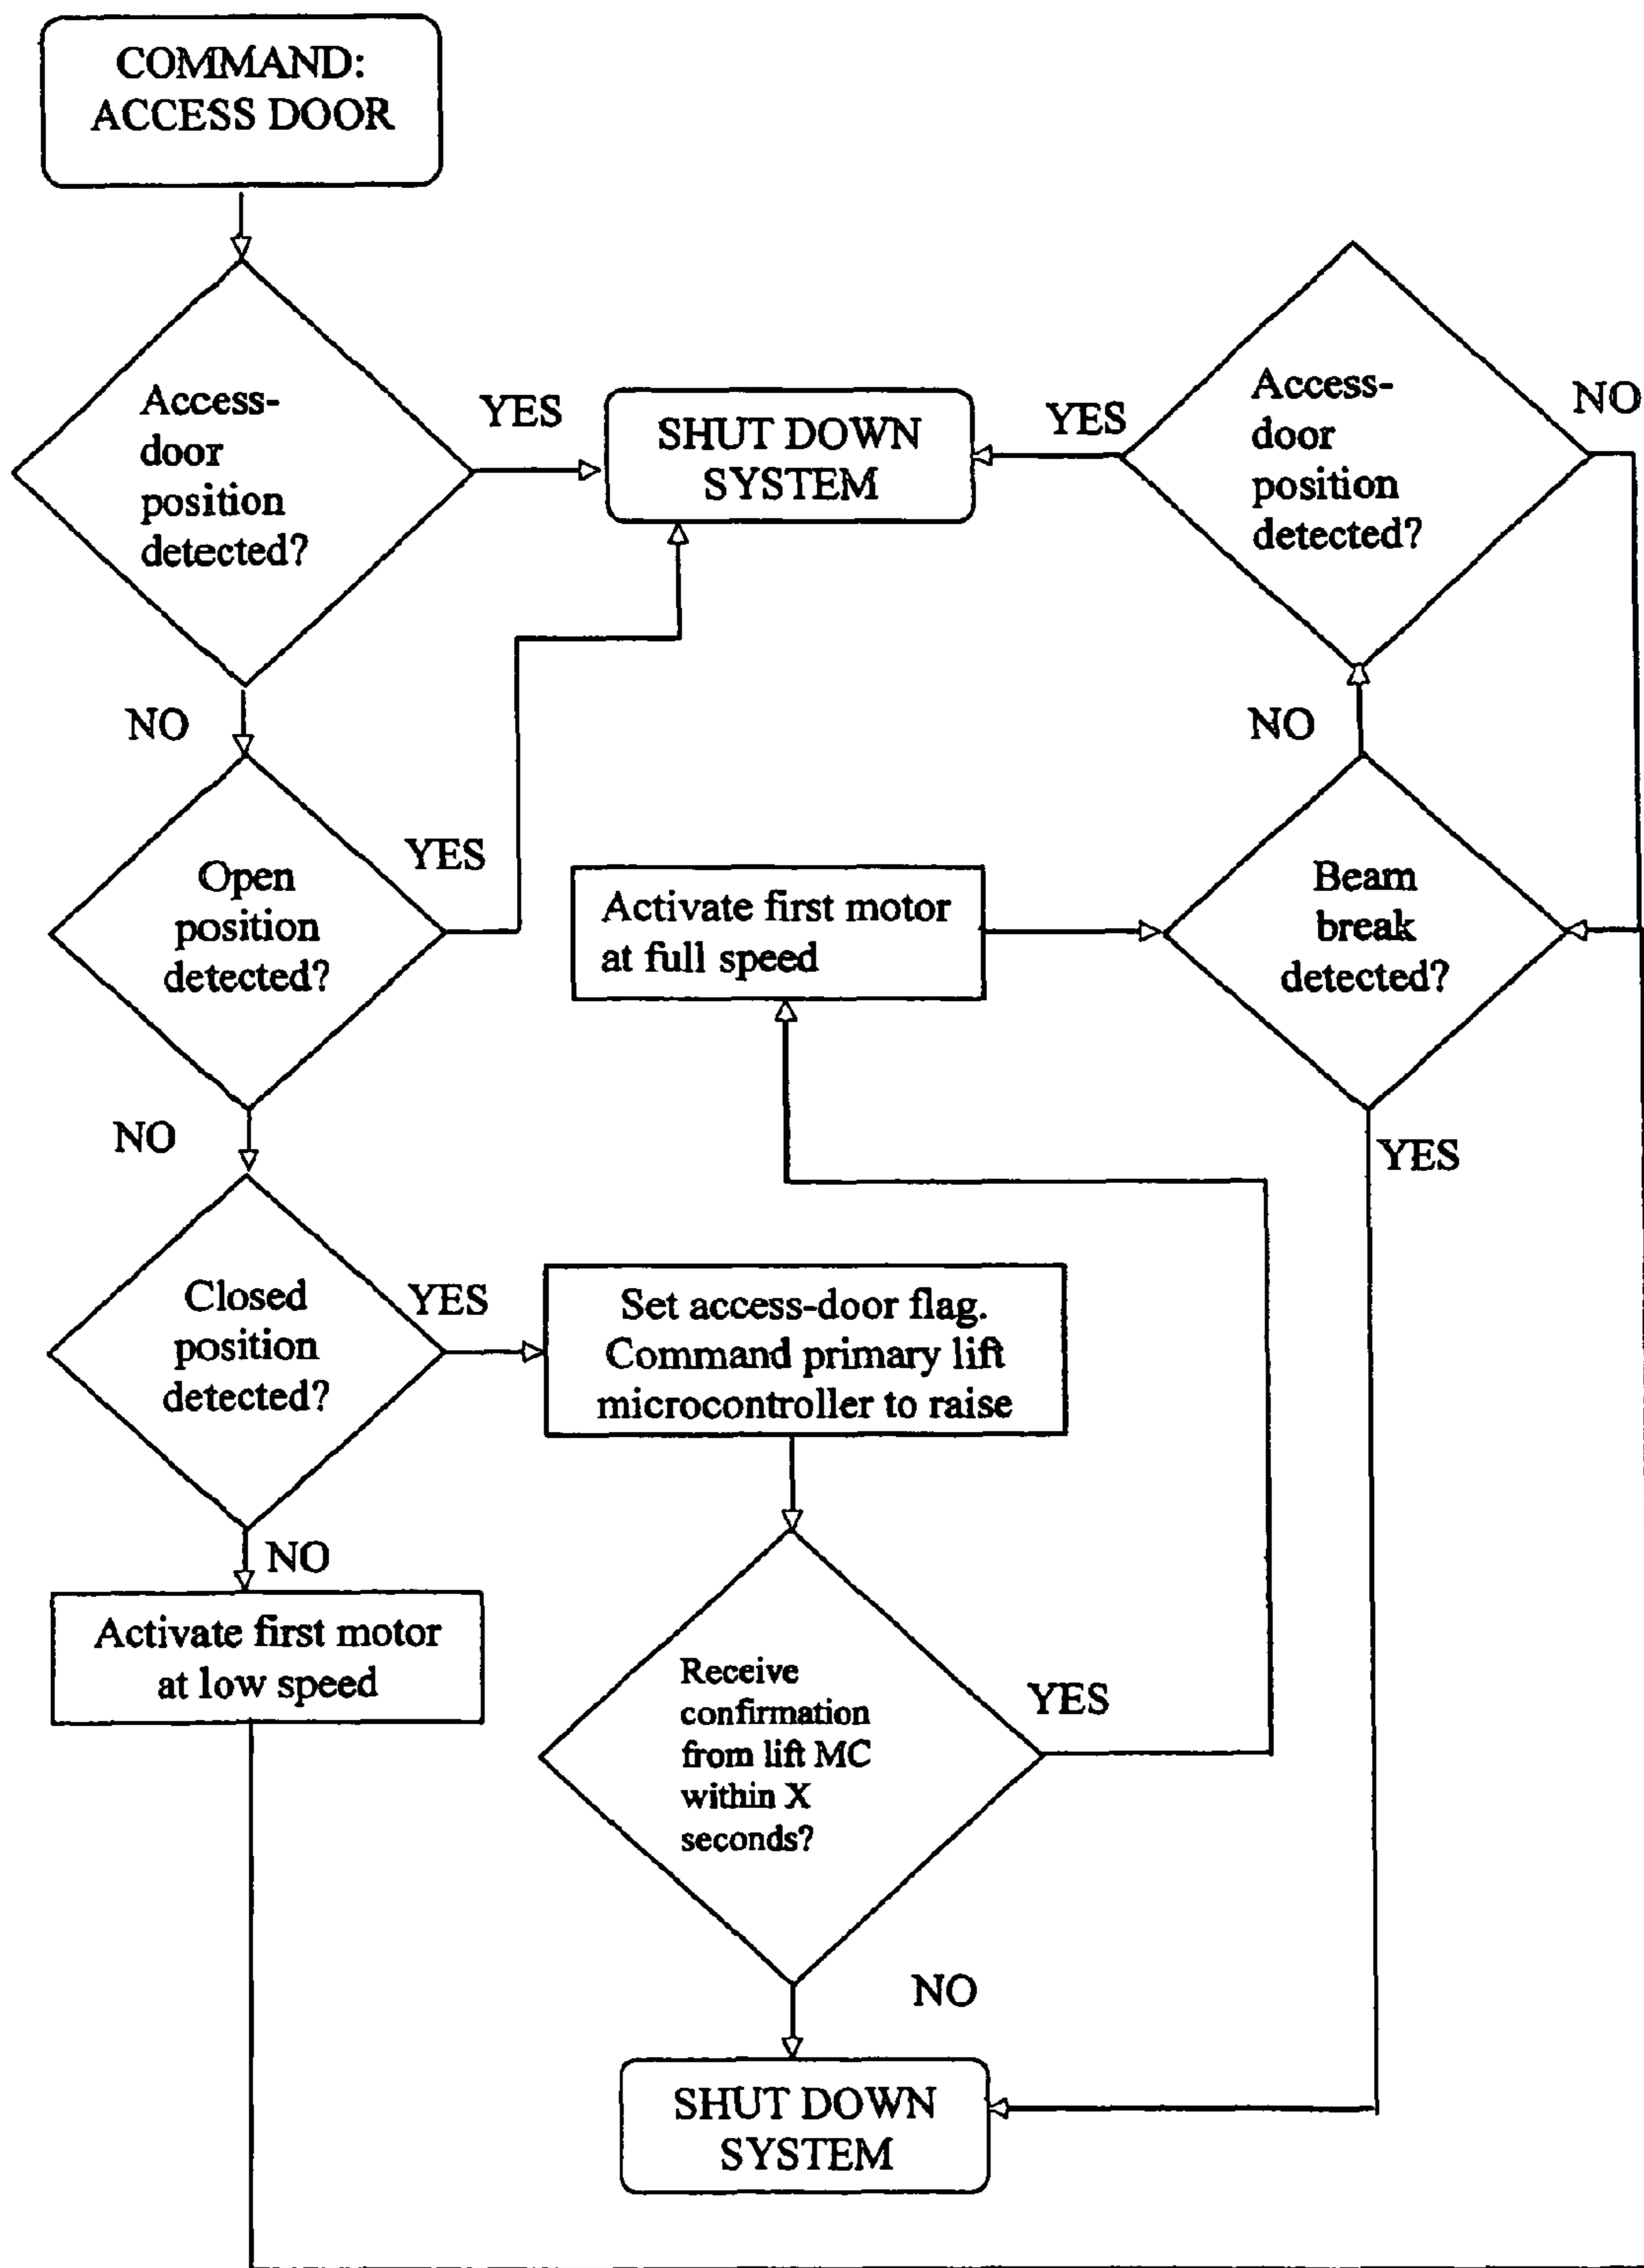 COMMAND:
ACCESS DOOR
Access-
door
position
detected?
YES
SHUT DOWN
SYSTEM
YES
Access-
door
position
detected?
NO
NO
NO
Open
position
detected?
YES
Activate first motor
at full speed
Beam
break
detected?
NO
YES
Closed
position
detected?
YES
Set access-door flag.
Command primary lift
microcontroller to raise
NO
Activate first motor
at low speed
Receive
confirmation
from lift MC
within X
seconds?
YES
NO
SHUT DOWN
SYSTEM